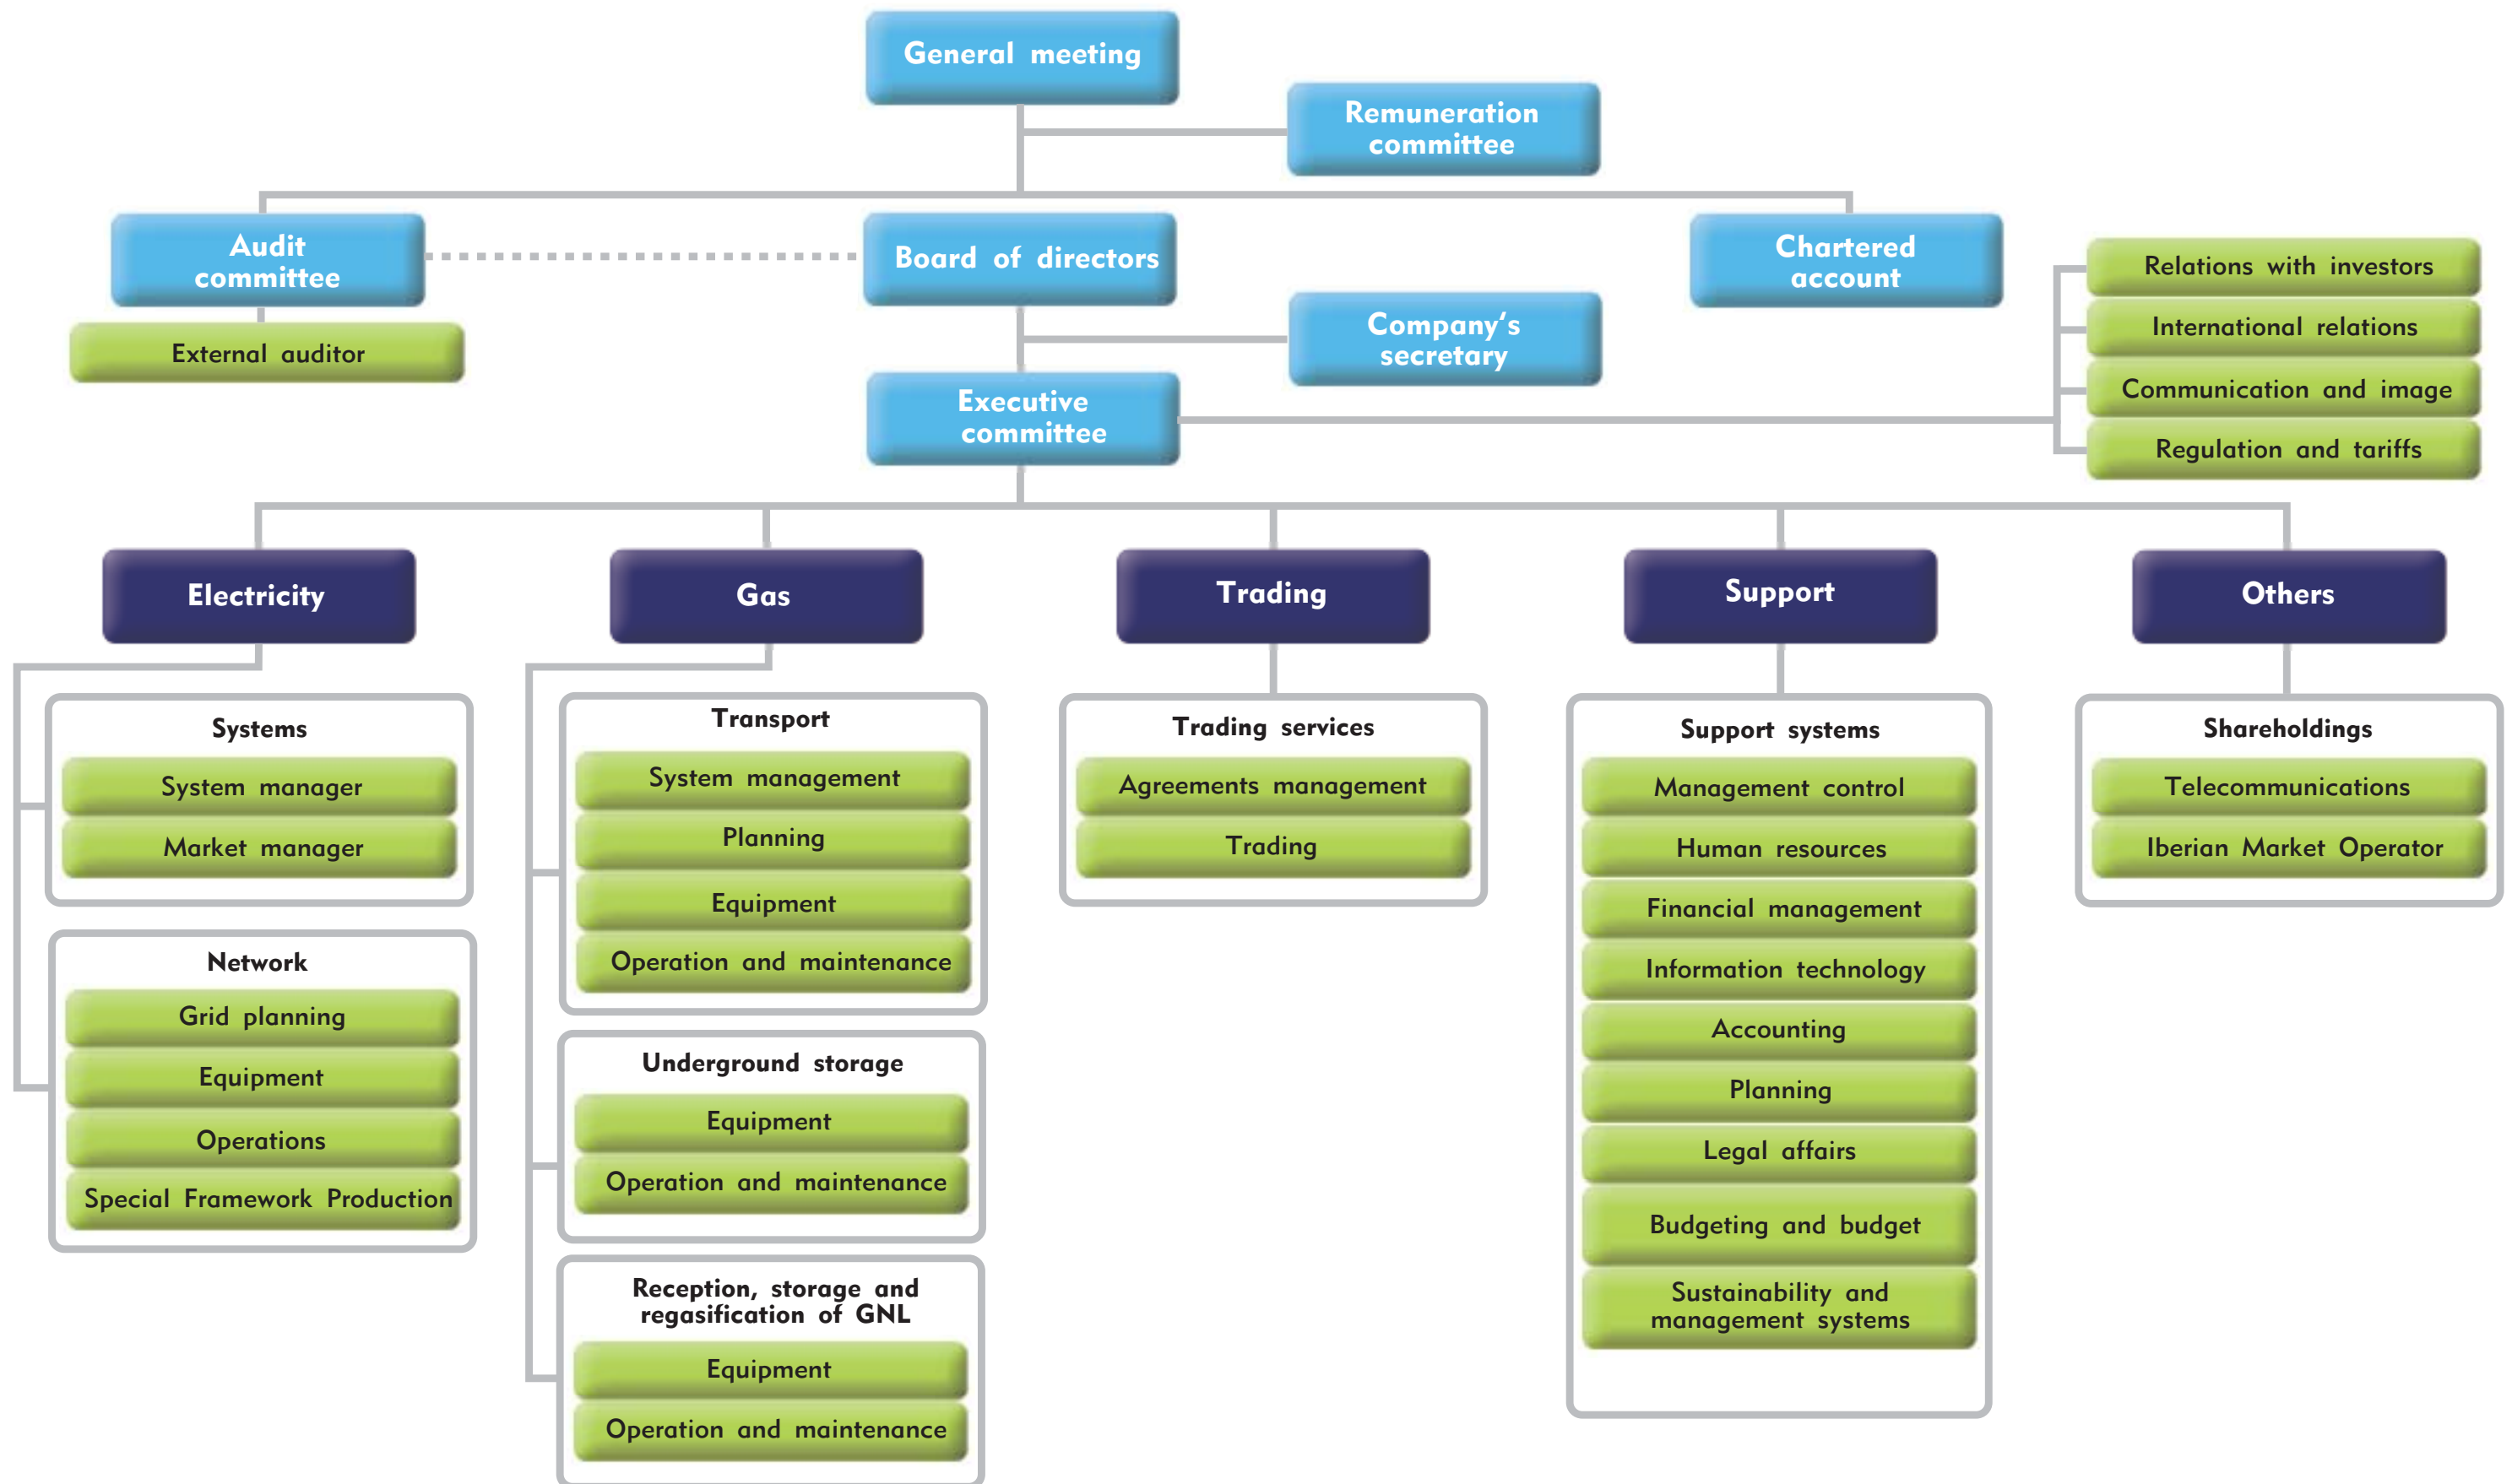 General meeting
Remuneration
committee
Audit
committee
Board of directors
Chartered
account
External auditor
Company‘s
secretary
Executive
committee
Relations with investors
International relations
Communication and image
Regulation and tariffs
Electricity
Gas
Trading
Support
Others
Systems
System manager
Market manager
Network
Grid planning
Equipment
Operations
Special Framework Production
Transport
System management
Planning
Equipment
Operation and maintenance
Underground storage
Equipment
Operation and maintenance
Reception, storage and
regasification of GNL
Equipment
Operation and maintenance
Trading services
Agreements management
Trading
Support systems
Management control
Human resources
Financial management
Information technology
Accounting
Planning
Legal affairs
Budgeting and budget
Sustainability and
management systems
Shareholdings
Telecommunications
Iberian Market Operator